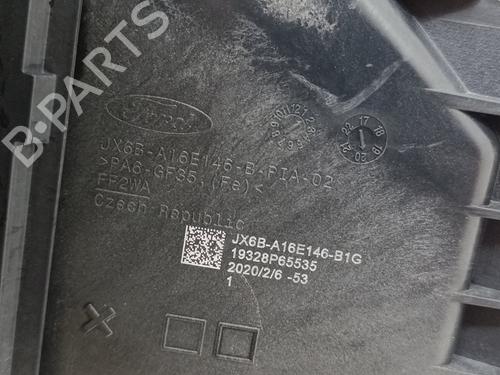 B-PARTS
Ford
JX6B-A16E146-B-PIA-02
>PA6-GF35,(Fe)<
FF2WA
Czech Republic
JX6B-A16E146-B1G
19328P65535
2020/2/6 -53
1